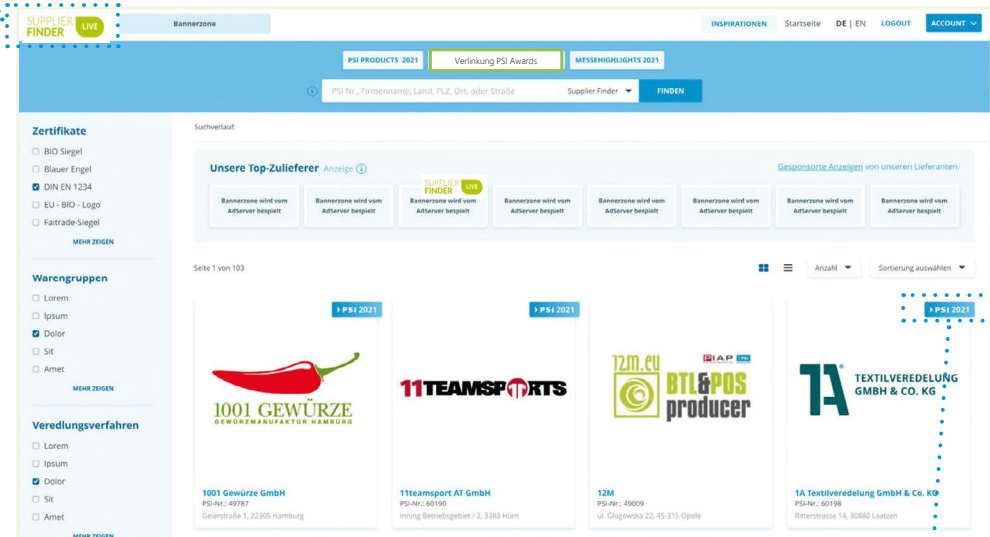 SUPPLIER
FINDER LIVE
Bannerzone
INSPIRATIONEN Startseite DE | EN LOGOUT ACCOUNT
PSI PRODUCTS 2021 Verlinkung PSI Awards MESSEHIGHLIGHTS 2021
PSI Nr., Firmenname, Land, PLZ, Ort, oder Straße Supplier Finder FINDEN
Zertifikate
BIO Siegel
Blauer Engel
DIN EN 1234
EU - BIO - Logo
Faitrade-Siegel
MEHR ZEIGEN
Warengruppen
Lorem
Ipsum
Dolor
Sit
Amet
MEHR ZEIGEN
Veredlungsverfahren
Lorem
Ipsum
Dolor
Sit
Amet
MEHR ZEIGEN
Suchverlauf:
Unsere Top-Zulieferer Anzeige Gesponsorte Anzeigen von unseren Lieferanten.
SUPPLIER
FINDER LIVE
Bannerzone wird vom Bannerzone wird vom Bannerzone wird vom Bannerzone wird vom Bannerzone wird vom Bannerzone wird vom Bannerzone wird vom Bannerzone wird vom
AdServer bespielt AdServer bespielt AdServer bespielt AdServer bespielt AdServer bespielt AdServer bespielt AdServer bespielt AdServer bespielt
Seite 1 von 103 Anzahl Sortierung auswählen
PSI 2021
1001 GEWÜRZE
GEWÜRZMANUFAKTUR HAMBURG
1001 Gewürze GmbH
PSI-Nr.: 49787
Geierstraße 1, 22305 Hamburg
PSI 2021
11TEAMSPORTS
11teamsport AT GmbH
PSI-Nr.: 60190
Inning Betriebsgebiet / 2, 3383 Hürn
12m.eu PIAP PSI
BTL&POS
producer
12M
PSI-Nr.: 49009
ul. Glogowska 22, 45-315 Opole
PSI 2021
1A TEXTILVEREDELUNG
GMBH & CO. KG
1A Textilveredelung GmbH & Co. KG
PSI-Nr.: 60198
Ritterstrasse 14, 30880 Laatzen